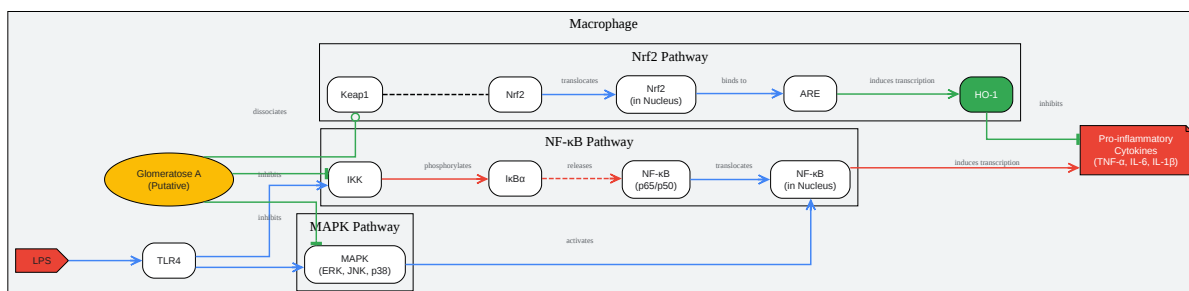 Macrophage
Nrf2 Pathway
Keap1
Nrf2
translocates
Nrf2
(in Nucleus)
binds to
ARE
induces transcription
HO-1
dissociates
inhibits
NF-κB Pathway
Pro-inflammatory
Cytokines
(TNF-α, IL-6, IL-1β)
Glomeratose A
(Putative)
inhibits
IKK
phosphorylates
IκBα
releases
NF-κB
(p65/p50)
translocates
NF-κB
(in Nucleus)
induces transcription
inhibits
MAPK Pathway
activates
LPS
TLR4
MAPK
(ERK, JNK, p38)